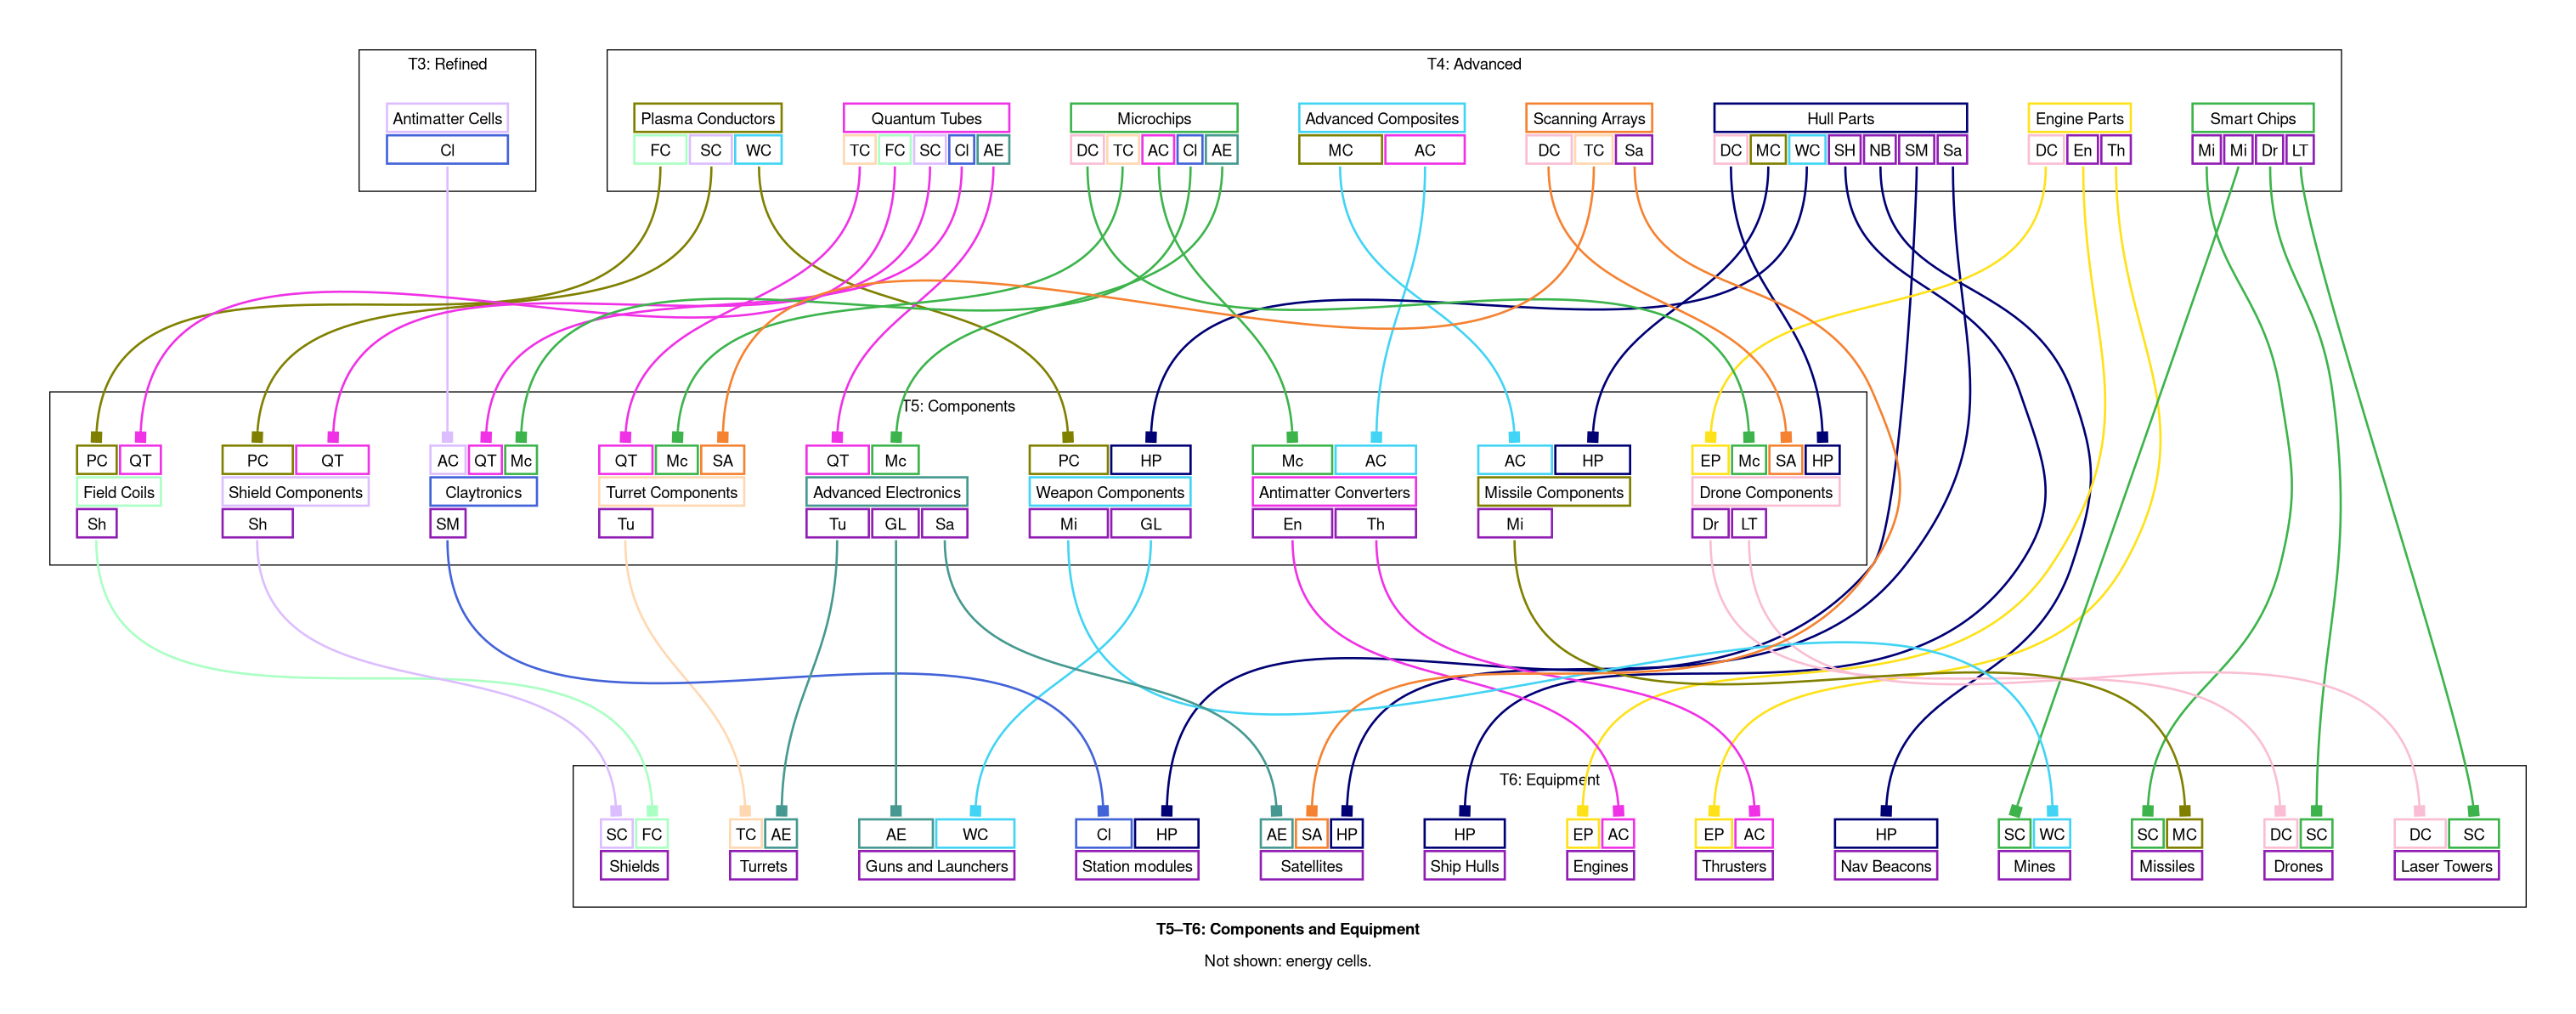 T3: Refined
T4: Advanced
Antimatter Cells
Cl
Plasma Conductors
FC SC WC
Quantum Tubes
TC FC SC Cl AE
Microchips
DC TC AC Cl AE
Advanced Composites
MC AC
Scanning Arrays
DC TC Sa
Hull Parts
DC MC WC SH NB SM Sa
Engine Parts
DC En Th
Smart Chips
Mi Mi Dr LT
T5: Components
PC QT
Field Coils
Sh
PC QT
Shield Components
Sh
AC QT Mc
Claytronics
SM
QT Mc SA
Turret Components
Tu
QT Mc
Advanced Electronics
Tu GL Sa
PC HP
Weapon Components
Mi GL
Mc AC
Antimatter Converters
En Th
AC HP
Missile Components
Mi
EP Mc SA HP
Drone Components
Dr LT
T6: Equipment
SC FC
Shields
TC AE
Turrets
AE WC
Guns and Launchers
Cl HP
Station modules
AE SA HP
Satellites
HP
Ship Hulls
EP AC
Engines
EP AC
Thrusters
HP
Nav Beacons
SC WC
Mines
SC MC
Missiles
DC SC
Drones
DC SC
Laser Towers
T5–T6: Components and Equipment
Not shown: energy cells.